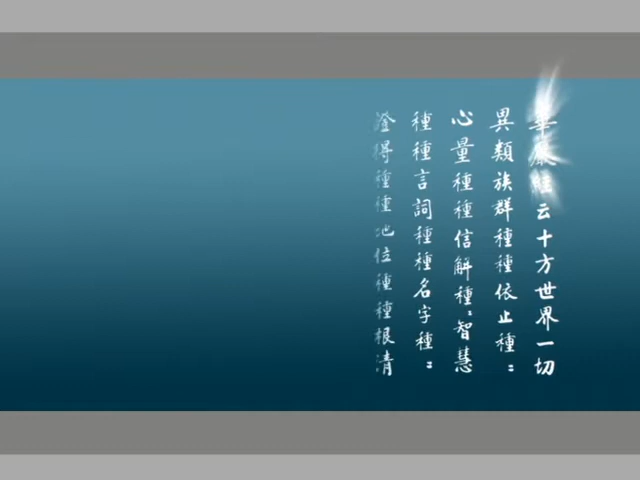 華嚴經云十方世界一切
異類族群種種依止種：
心量種種信解種：智慧
種種言詞種種名字種：
證得種種地位種種根清